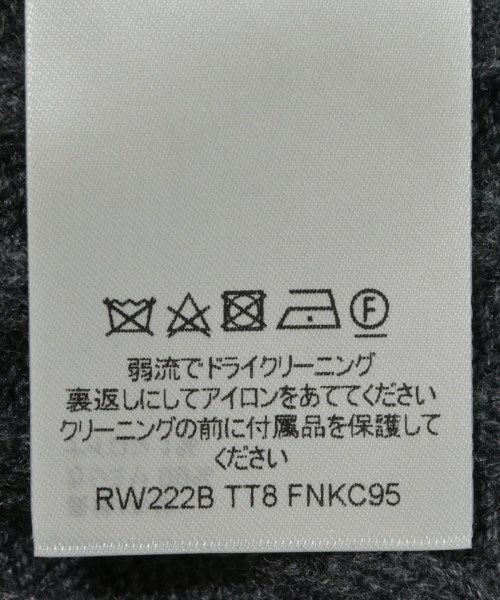 F
弱流でドライクリーニング
裏返しにしてアイロンをあててください
クリーニングの前に付属品を保護して
ください
RW222B TT8 FNKC95